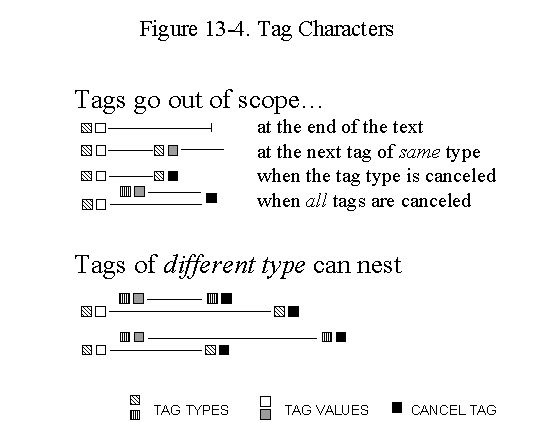 Figure 13-4. Tag Characters
Tags go out of scope…
at the end of the text
at the next tag of same type
when the tag type is canceled
when all tags are canceled
Tags of different type can nest
TAG TYPES
TAG VALUES
CANCEL TAG